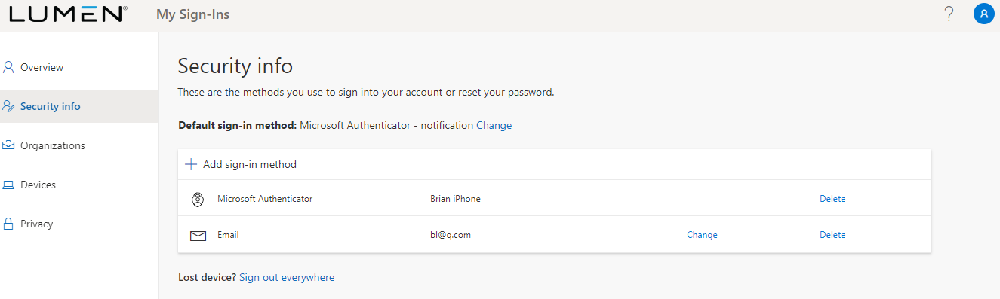 LUMEN® My Sign-Ins ?
Overview
Security info
Organizations
Devices
Privacy
Security info
These are the methods you use to sign into your account or reset your password.
Default sign-in method: Microsoft Authenticator - notification Change
Add sign-in method
Microsoft Authenticator Brian iPhone Delete
Email bl@q.com Change Delete
Lost device? Sign out everywhere